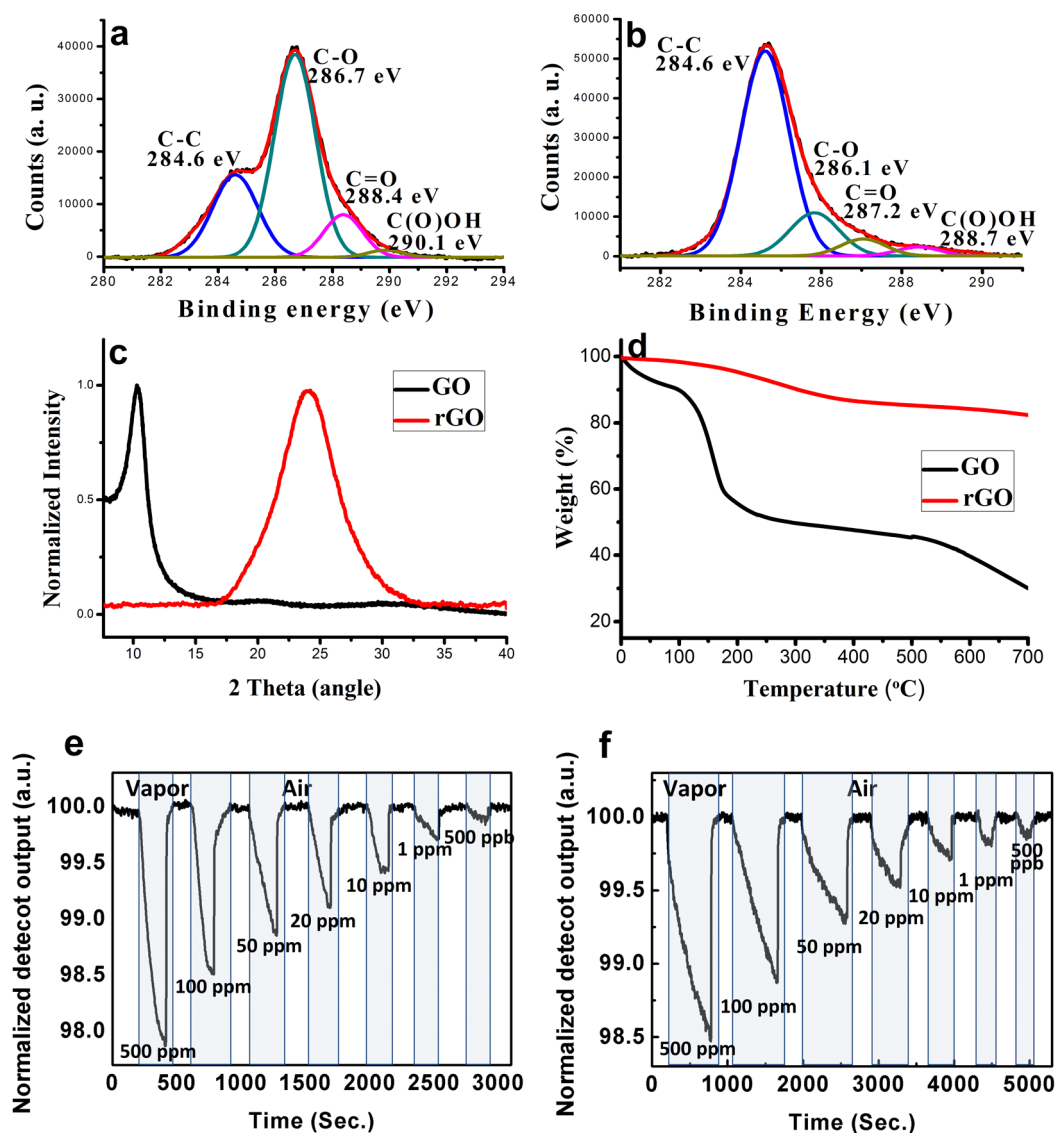 a
40000
30000
20000
10000
0
C-O
286.7 eV
C-C
284.6 eV
C=O
288.4 eV
C(O)OH
290.1 eV
280 282 284 286 288 290 292 294
Counts (a. u.)
Binding energy (eV)
b
60000
50000
40000
30000
20000
10000
0
C-C
284.6 eV
C-O
286.1 eV
C=O
287.2 eV
C(O)OH
288.7 eV
282 284 286 288 290
Counts (a. u.)
Binding Energy (eV)
c
GO
rGO
1.0
0.5
0.0
10 15 20 25 30 35 40
Normalized Intensity
2 Theta (angle)
d
100
80
60
40
20
GO
rGO
0 100 200 300 400 500 600 700
Weight (%)
Temperature (°C)
e
Vapor Air
100.0
99.5
99.0
98.5
98.0
500 ppm
100 ppm
50 ppm
20 ppm
10 ppm
1 ppm
500 ppb
0 500 1000 1500 2000 2500 3000
Normalized detecot output (a.u.)
Time (Sec.)
f
Vapor Air
100.0
99.5
99.0
98.5
500 ppm
100 ppm
50 ppm
20 ppm
10 ppm
1 ppm
500
ppb
0 1000 2000 3000 4000 5000
Normalized detecot output (a.u.)
Time (Sec.)